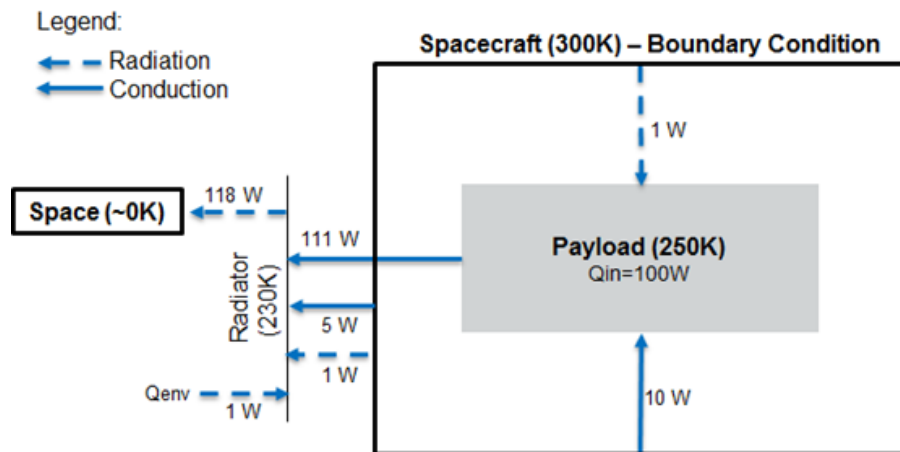 Legend:
Radiation
Conduction
Spacecraft (300K) – Boundary Condition
1 W
118 W
Space (~0K)
111 W
Payload (250K)
Qin=100W
Radiator
(230K)
5 W
1 W
Qenv
1 W
10 W